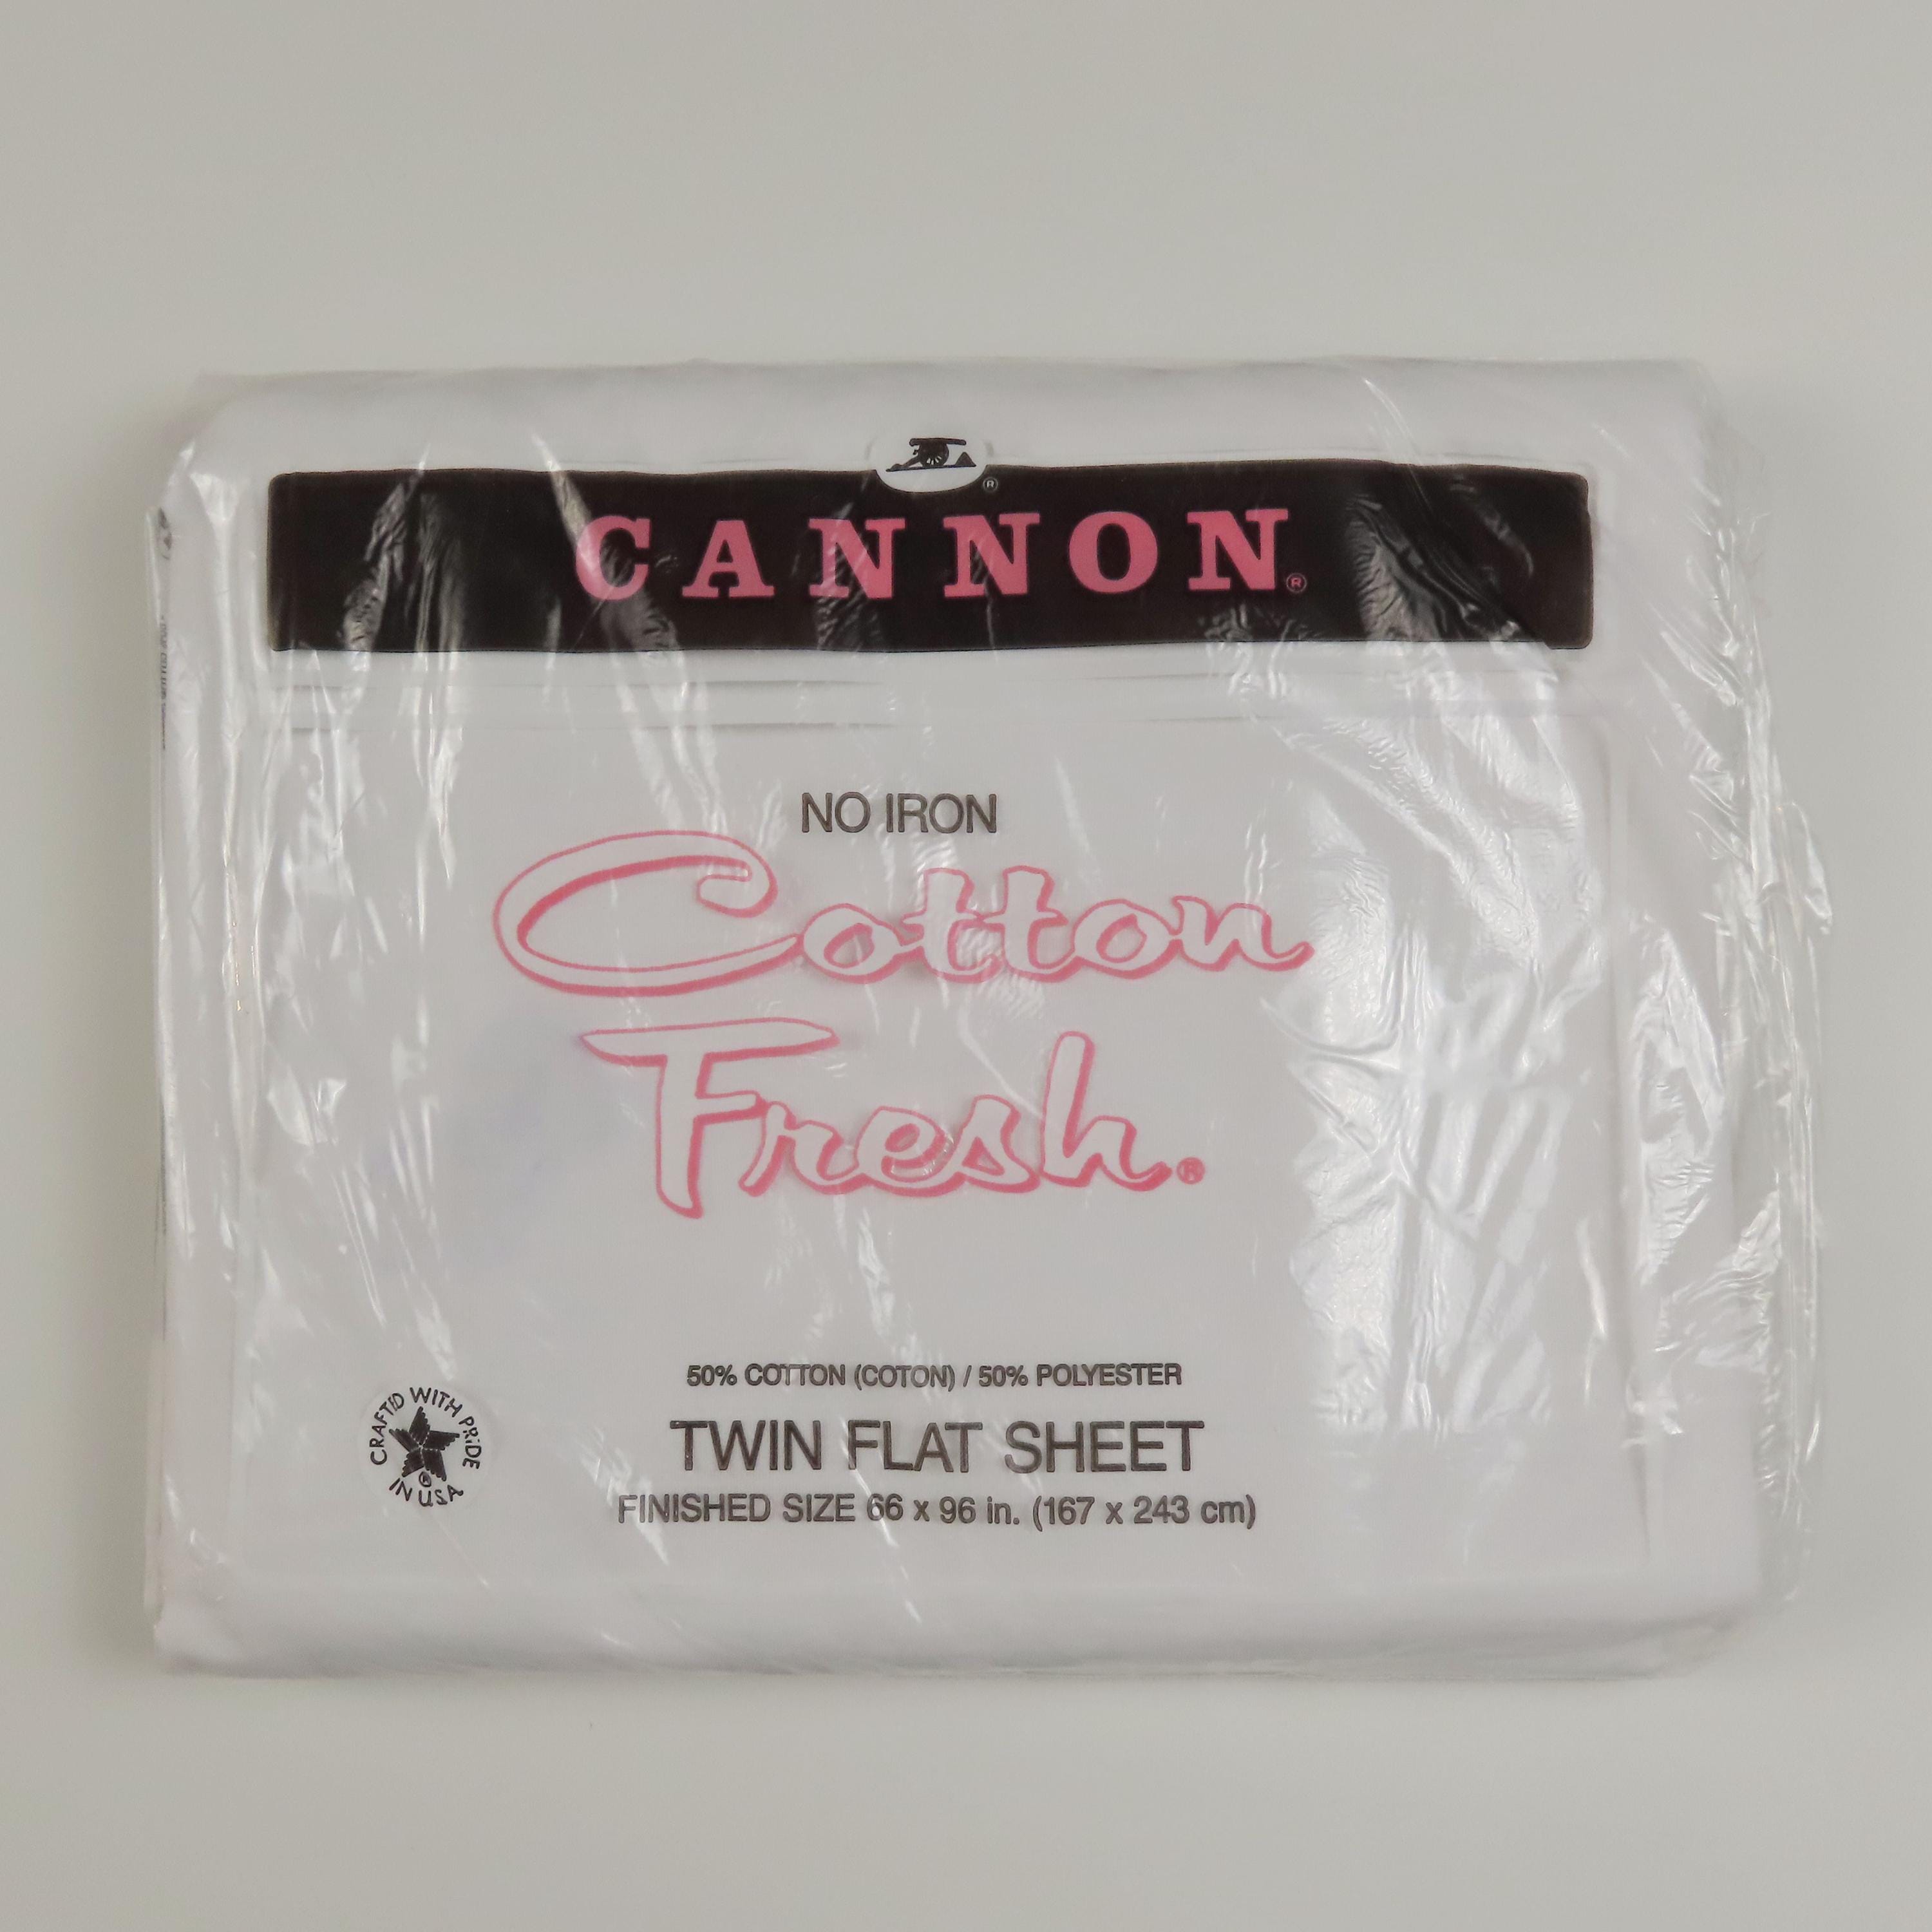 ®
CANNON®
NO IRON
Cotton
Fresh®
50% COTTON (COTON) / 50% POLYESTER
TWIN FLAT SHEET
FINISHED SIZE 66 x 96 in. (167 x 243 cm)
CRAFTED WITH PRIDE
IN USA
®